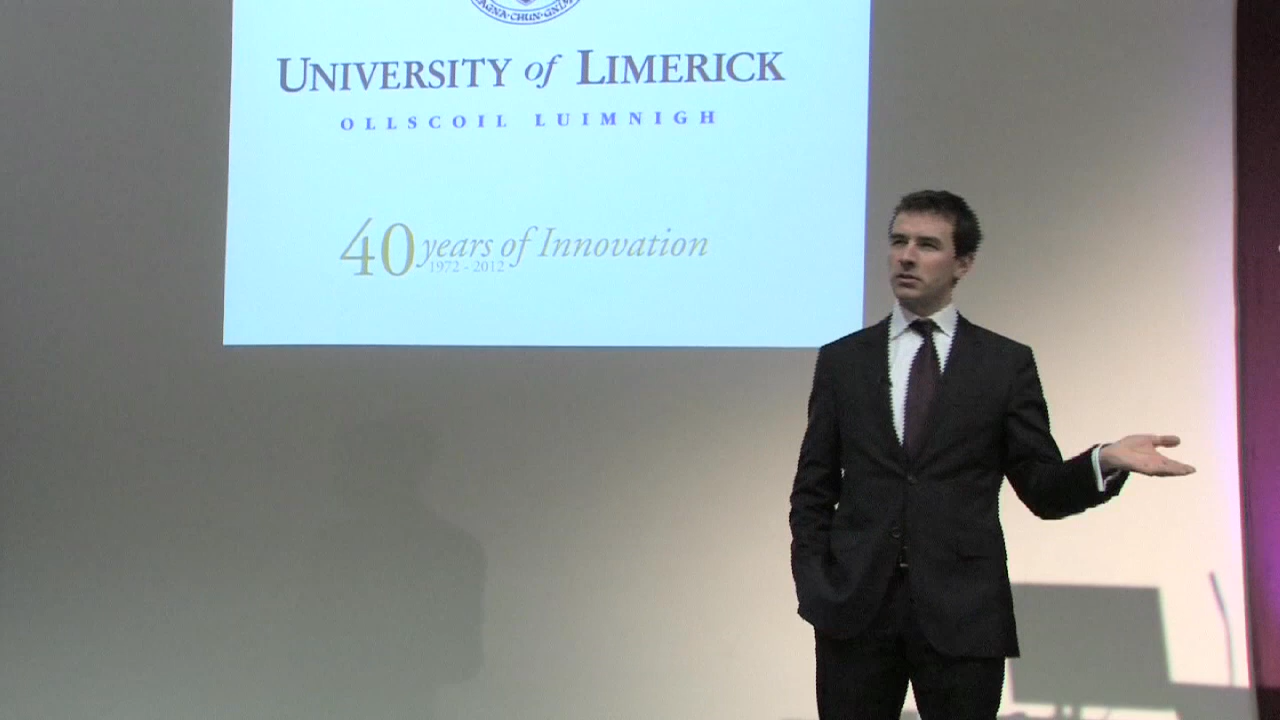 UNIVERSITY of LIMERICK
OLLSCOIL LUIMNIGH
40 years of Innovation
1972 - 2012